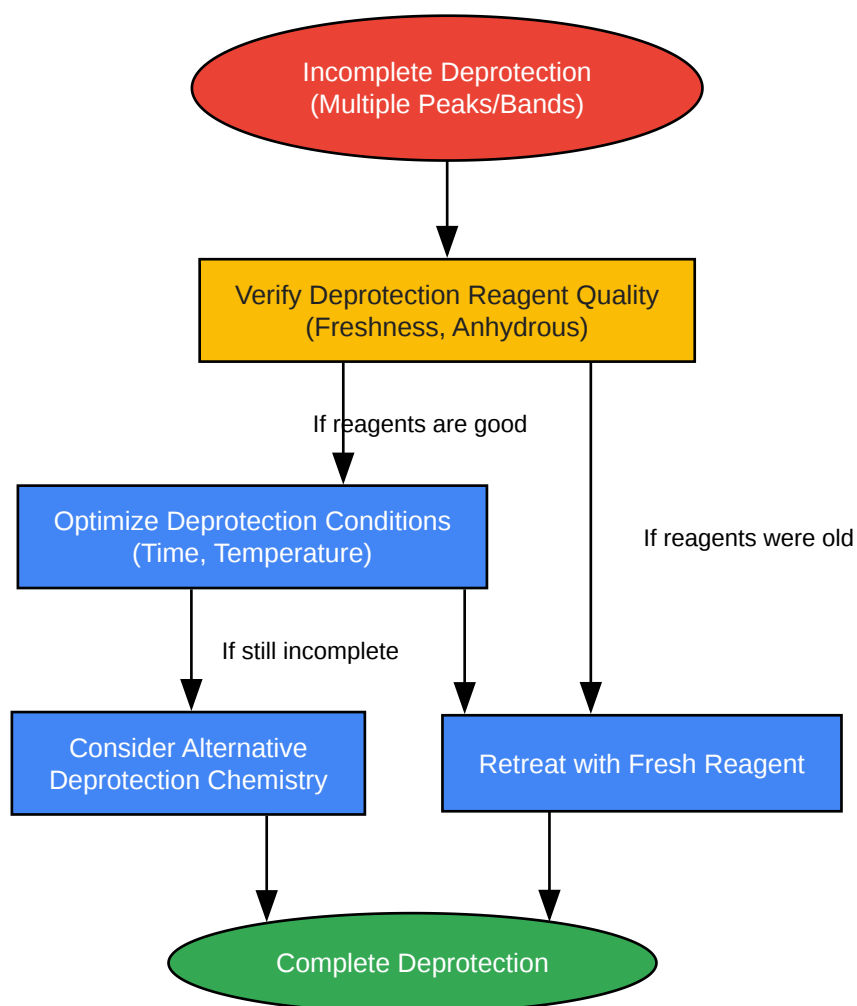 Incomplete Deprotection
(Multiple Peaks/Bands)
Verify Deprotection Reagent Quality
(Freshness, Anhydrous)
If reagents are good
Optimize Deprotection Conditions
(Time, Temperature)
If reagents were old
If still incomplete
Consider Alternative
Deprotection Chemistry
Retreat with Fresh Reagent
Complete Deprotection